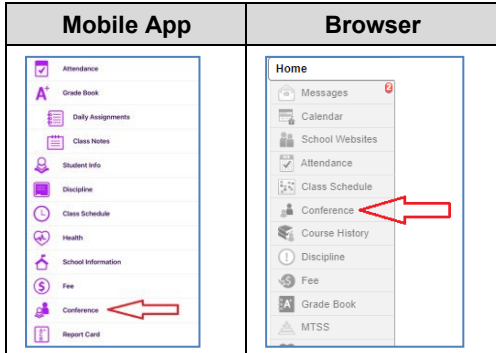 Mobile App
Browser
Attendance
A+ Grade Book
Daily Assignments
Class Notes
Student Info
Discipline
Class Schedule
Health
School Information
$ Fee
Conference
Report Card
Home
Messages 2
Calendar
School Websites
Attendance
Class Schedule
Conference
Course History
! Discipline
$ Fee
A+ Grade Book
MTSS